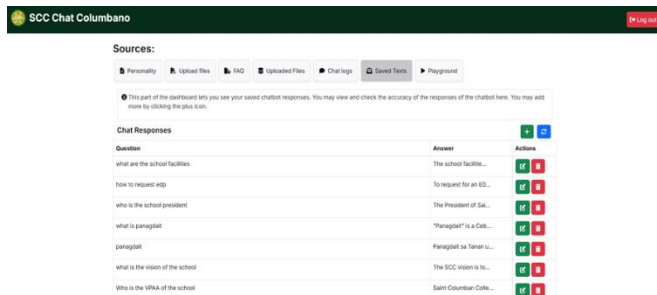 SCC Chat Columbano
Log out
Sources:
Personality Upload files FAQ Uploaded Files Chat logs Saved Texts Playground
This part of the dashboard lets you see your saved chatbot responses. You may view and check the accuracy of the responses of the chatbot here. You may add
more by clicking the plus icon.
Chat Responses
Question Answer Actions
what are the school facilities The school facilitie...
how to request edp To request for an ED...
who is the school president The President of Sai...
what is panagdait "Panagdait" is a Ceb...
panagdait Panagdait sa Tanan u...
what is the vision of the school The SCC vision is to...
Who is the VPAA of the school Saint Columban Colle...